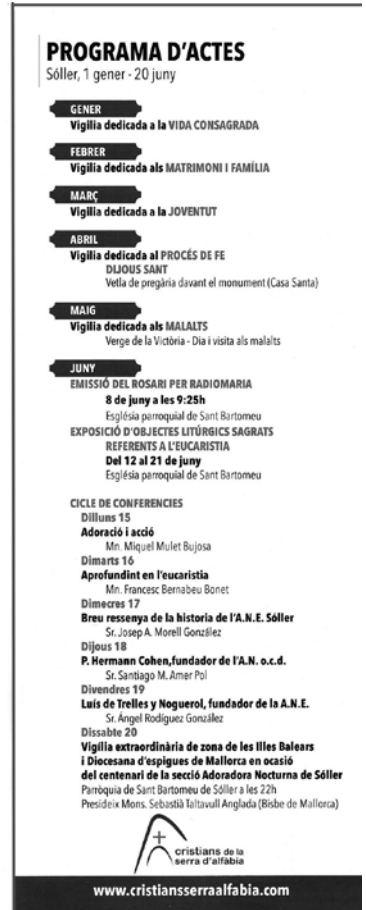 PROGRAMA D'ACTES
Sóller, 1 gener - 20 juny
GENER
Vigilia dedicada a la VIDA CONSAGRADA
FEBRER
Vigilia dedicada als MATRIMONI I FAMÍLIA
MARÇ
Vigilia dedicada a la JOVENTUT
ABRIL
Vigilia dedicada al PROCÉS DE FE
DIJOUS SANT
Vetla de pregària davant el monument (Casa Santa)
MAIG
Vigilia dedicada als MALALTS
Verge de la Victòria - Dia i visita als malalts
JUNY
EMISSIÓ DEL ROSARI PER RADIOMARIA
8 de juny a les 9:25h
Església parroquial de Sant Bartomeu
EXPOSICIÓ D'OBJECTES LITÚRGICS SAGRATS
REFERENTS A L'EUCARISTIA
Del 12 al 21 de juny
Església parroquial de Sant Bartomeu
CICLE DE CONFERENCIES
Dilluns 15
Adoració i acció
Mn. Miquel Mulet Bujosa
Dimarts 16
Aprofundint en l'eucaristia
Mn. Francesc Bernabeu Bonet
Dimecres 17
Breu ressenya de la historia de l'A.N.E. Sóller
Sr. Josep A. Morell González
Dijous 18
P. Hermann Cohen,fundador de l'A.N. o.c.d.
Sr. Santiago M. Amer Pol
Divendres 19
Luís de Trelles y Noguerol, fundador de la A.N.E.
Sr. Ángel Rodíguez González
Dissabte 20
Vigília extraordinària de zona de les Illes Balears
i Diocesana d'espigues de Mallorca en ocasió
del centenari de la secció Adoradora Nocturna de Sóller
Parròquia de Sant Bartomeu de Sóller a les 22h
Presideix Mons. Sebastià Taltavull Anglada (Bisbe de Mallorca)
cristians de la
serra d'alfàbia
www.cristiansserraalfabia.com